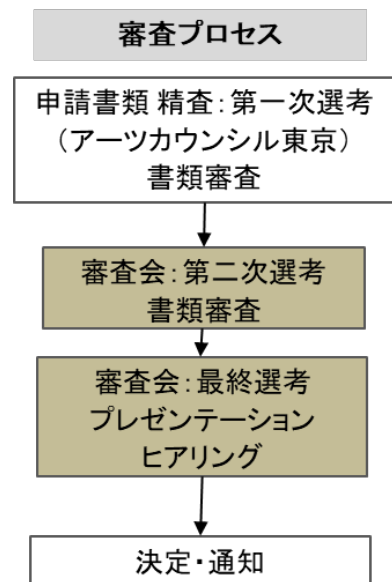 審査プロセス
申請書類 精査：第一次選考
（アーツカウンシル東京）
書類審査
審査会：第二次選考
書類審査
審査会：最終選考
プレゼンテーション
ヒアリング
決定・通知